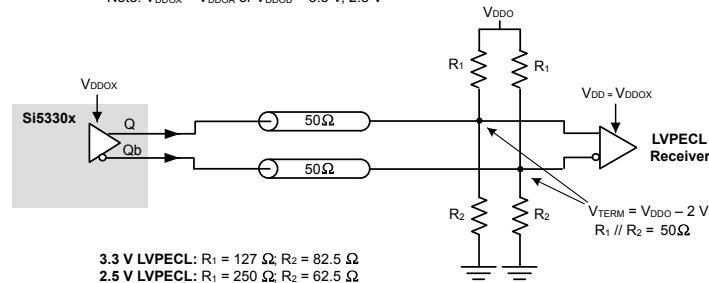 VDDO
R1
R1
VDDOX
VDD = VDDOX
Si5330x
Q
50Ω
LVPECL
Receiver
Qb
50Ω
R2
R2
VTERM = VDDO – 2 V
R1 // R2 = 50Ω
3.3 V LVPECL: R1 = 127 Ω; R2 = 82.5 Ω
2.5 V LVPECL: R1 = 250 Ω; R2 = 62.5 Ω